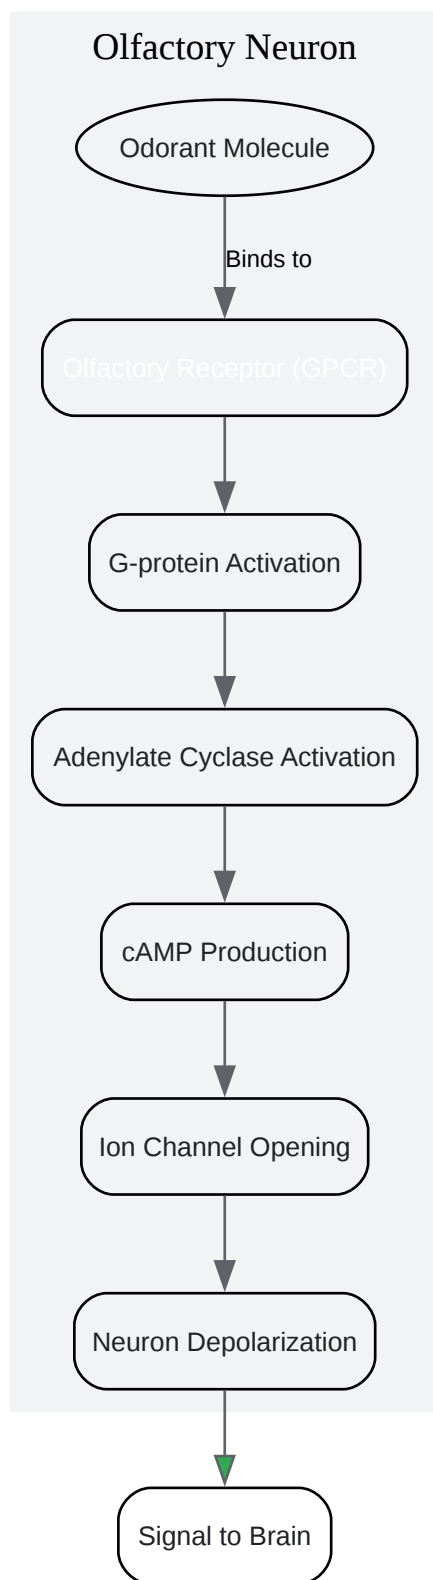 Olfactory Neuron
Odorant Molecule
Binds to
Olfactory Receptor (GPCR)
G-protein Activation
Adenylate Cyclase Activation
cAMP Production
Ion Channel Opening
Neuron Depolarization
Signal to Brain